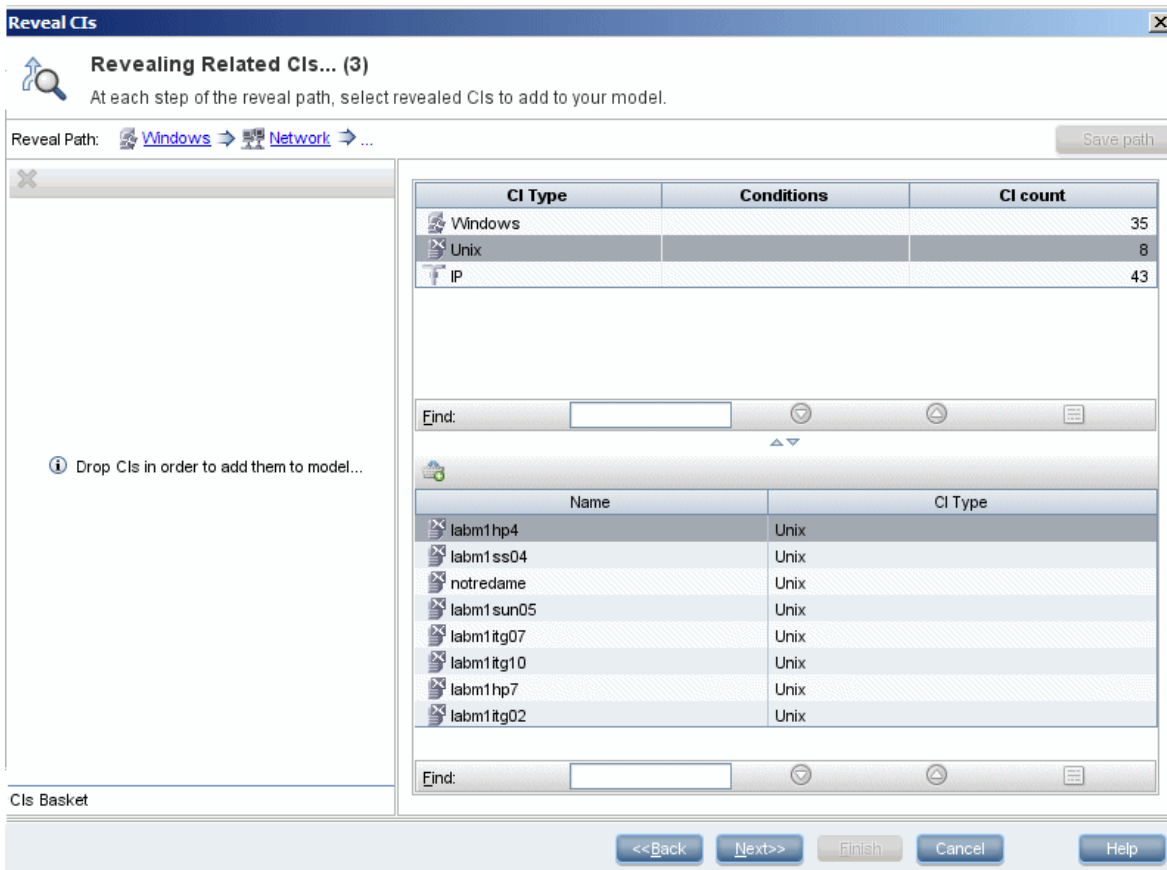 Reveal CIs
Revealing Related CIs... (3)
At each step of the reveal path, select revealed CIs to add to your model.
Reveal Path: Windows Network ... Save path
CI Type Conditions CI count
Windows 35
Unix 8
IP 43
Find:
Drop CIs in order to add them to model...
Name CI Type
labm1hp4 Unix
labm1ss04 Unix
notredame Unix
labm1sun05 Unix
labm1itg07 Unix
labm1itg10 Unix
labm1hp7 Unix
labm1itg02 Unix
Find:
CIs Basket
<<Back Next>> Finish Cancel Help